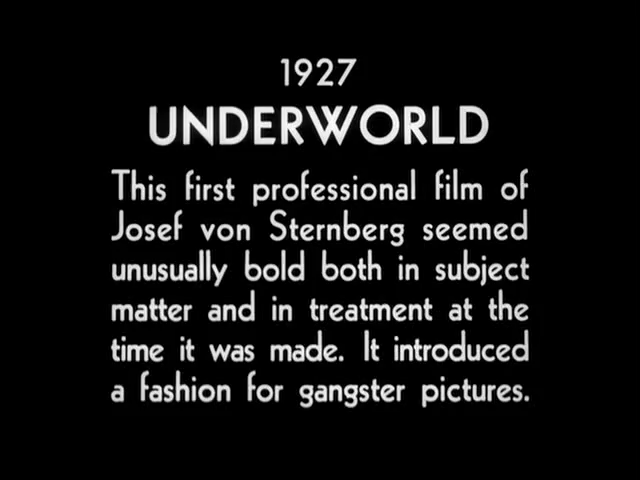 1927
UNDERWORLD
This first professional film of
Josef von Sternberg seemed
unusually bold both in subject
matter and in treatment at the
time it was made. It introduced
a fashion for gangster pictures.